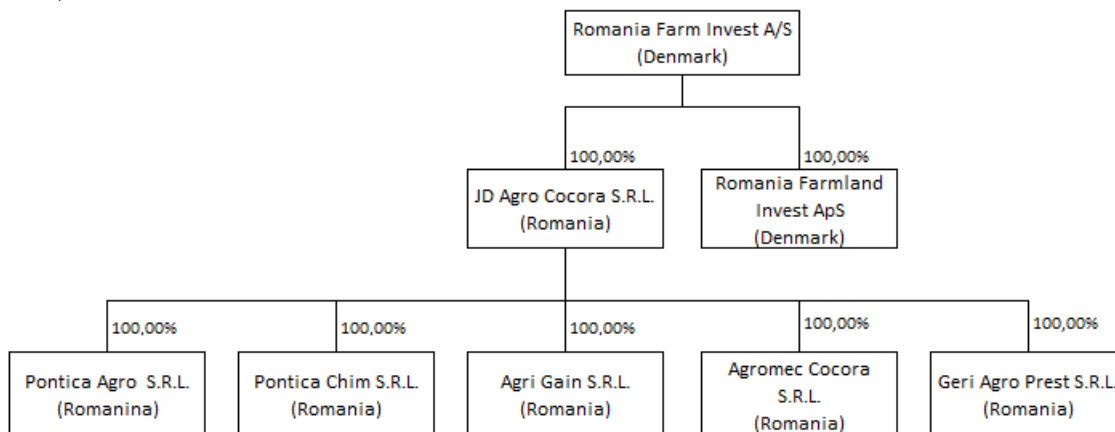 Romania Farm Invest A/S
(Denmark)
100,00%
100,00%
JD Agro Cocora S.R.L.
(Romania)
Romania Farmland
Invest ApS
(Denmark)
100,00%
100,00%
100,00%
100,00%
100,00%
Pontica Agro S.R.L.
(Romanina)
Pontica Chim S.R.L.
(Romania)
Agri Gain S.R.L.
(Romania)
Agromec Cocora
S.R.L.
(Romania)
Geri Agro Prest S.R.L.
(Romania)